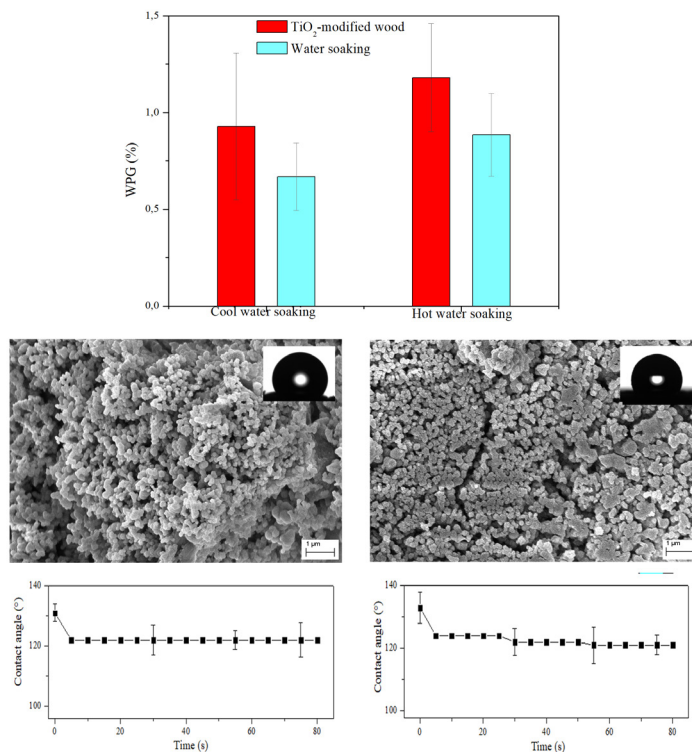 1,5
TiO2-modified wood
Water soaking
1,0
WPG (%)
0,5
0,0
Cool water soaking
Hot water soaking
1 µm
1 µm
140
120
100
Contact angle (°)
0 20 40 60 80
Time (s)
140
120
100
Contact angle (°)
0 20 40 60 80
Time (s)